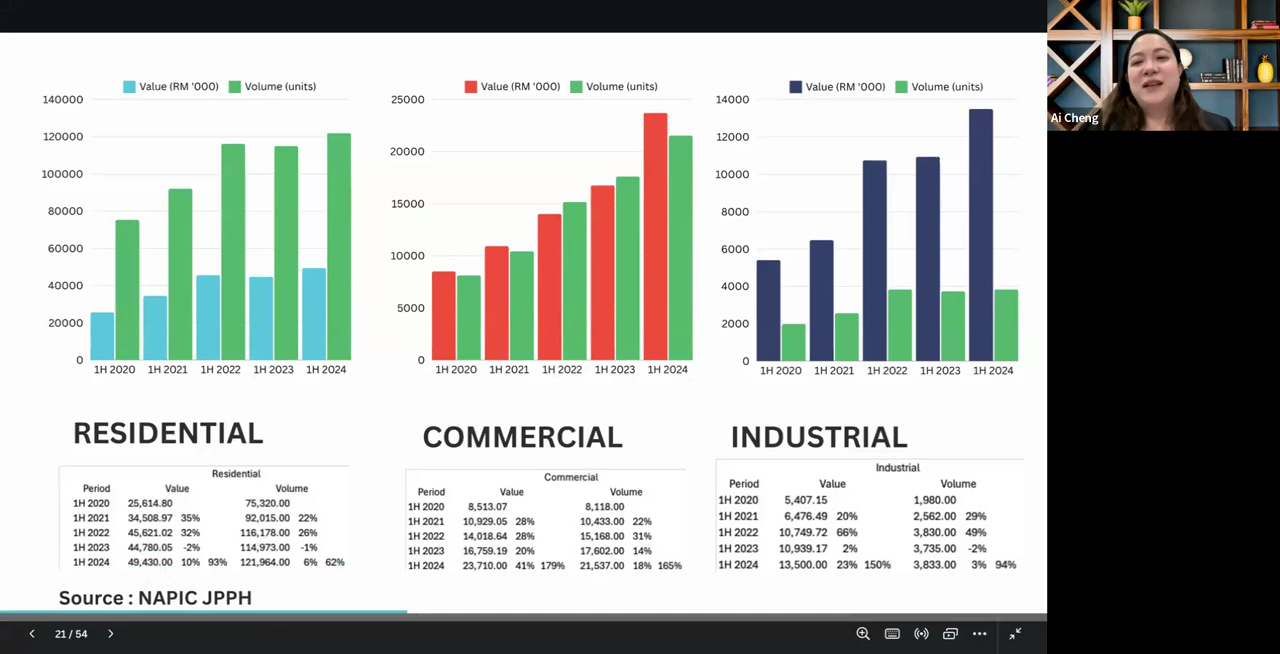 Value (RM '000) Volume (units)
140000
120000
100000
80000
60000
40000
20000
0
1H 2020 1H 2021 1H 2022 1H 2023 1H 2024
Value (RM '000) Volume (units)
25000
20000
15000
10000
5000
0
1H 2020 1H 2021 1H 2022 1H 2023 1H 2024
Value (RM '000) Volume (units)
14000
12000
10000
8000
6000
4000
2000
0
1H 2020 1H 2021 1H 2022 1H 2023 1H 2024
Ai Cheng
RESIDENTIAL
Residential
Period Value Volume
1H 2020 25,614.80 75,320.00
1H 2021 34,508.97 35% 92,015.00 22%
1H 2022 45,621.02 32% 116,178.00 26%
1H 2023 44,780.05 -2% 114,973.00 -1%
1H 2024 49,430.00 10% 93% 121,964.00 6% 62%
COMMERCIAL
Commercial
Period Value Volume
1H 2020 8,513.07 8,118.00
1H 2021 10,929.05 28% 10,433.00 22%
1H 2022 14,018.64 28% 15,168.00 31%
1H 2023 16,759.19 20% 17,602.00 14%
1H 2024 23,710.00 41% 179% 21,537.00 18% 165%
INDUSTRIAL
Industrial
Period Value Volume
1H 2020 5,407.15 1,980.00
1H 2021 6,476.49 20% 2,562.00 29%
1H 2022 10,749.72 66% 3,830.00 49%
1H 2023 10,939.17 2% 3,735.00 -2%
1H 2024 13,500.00 23% 150% 3,833.00 3% 94%
Source : NAPIC JPPH
21 / 54